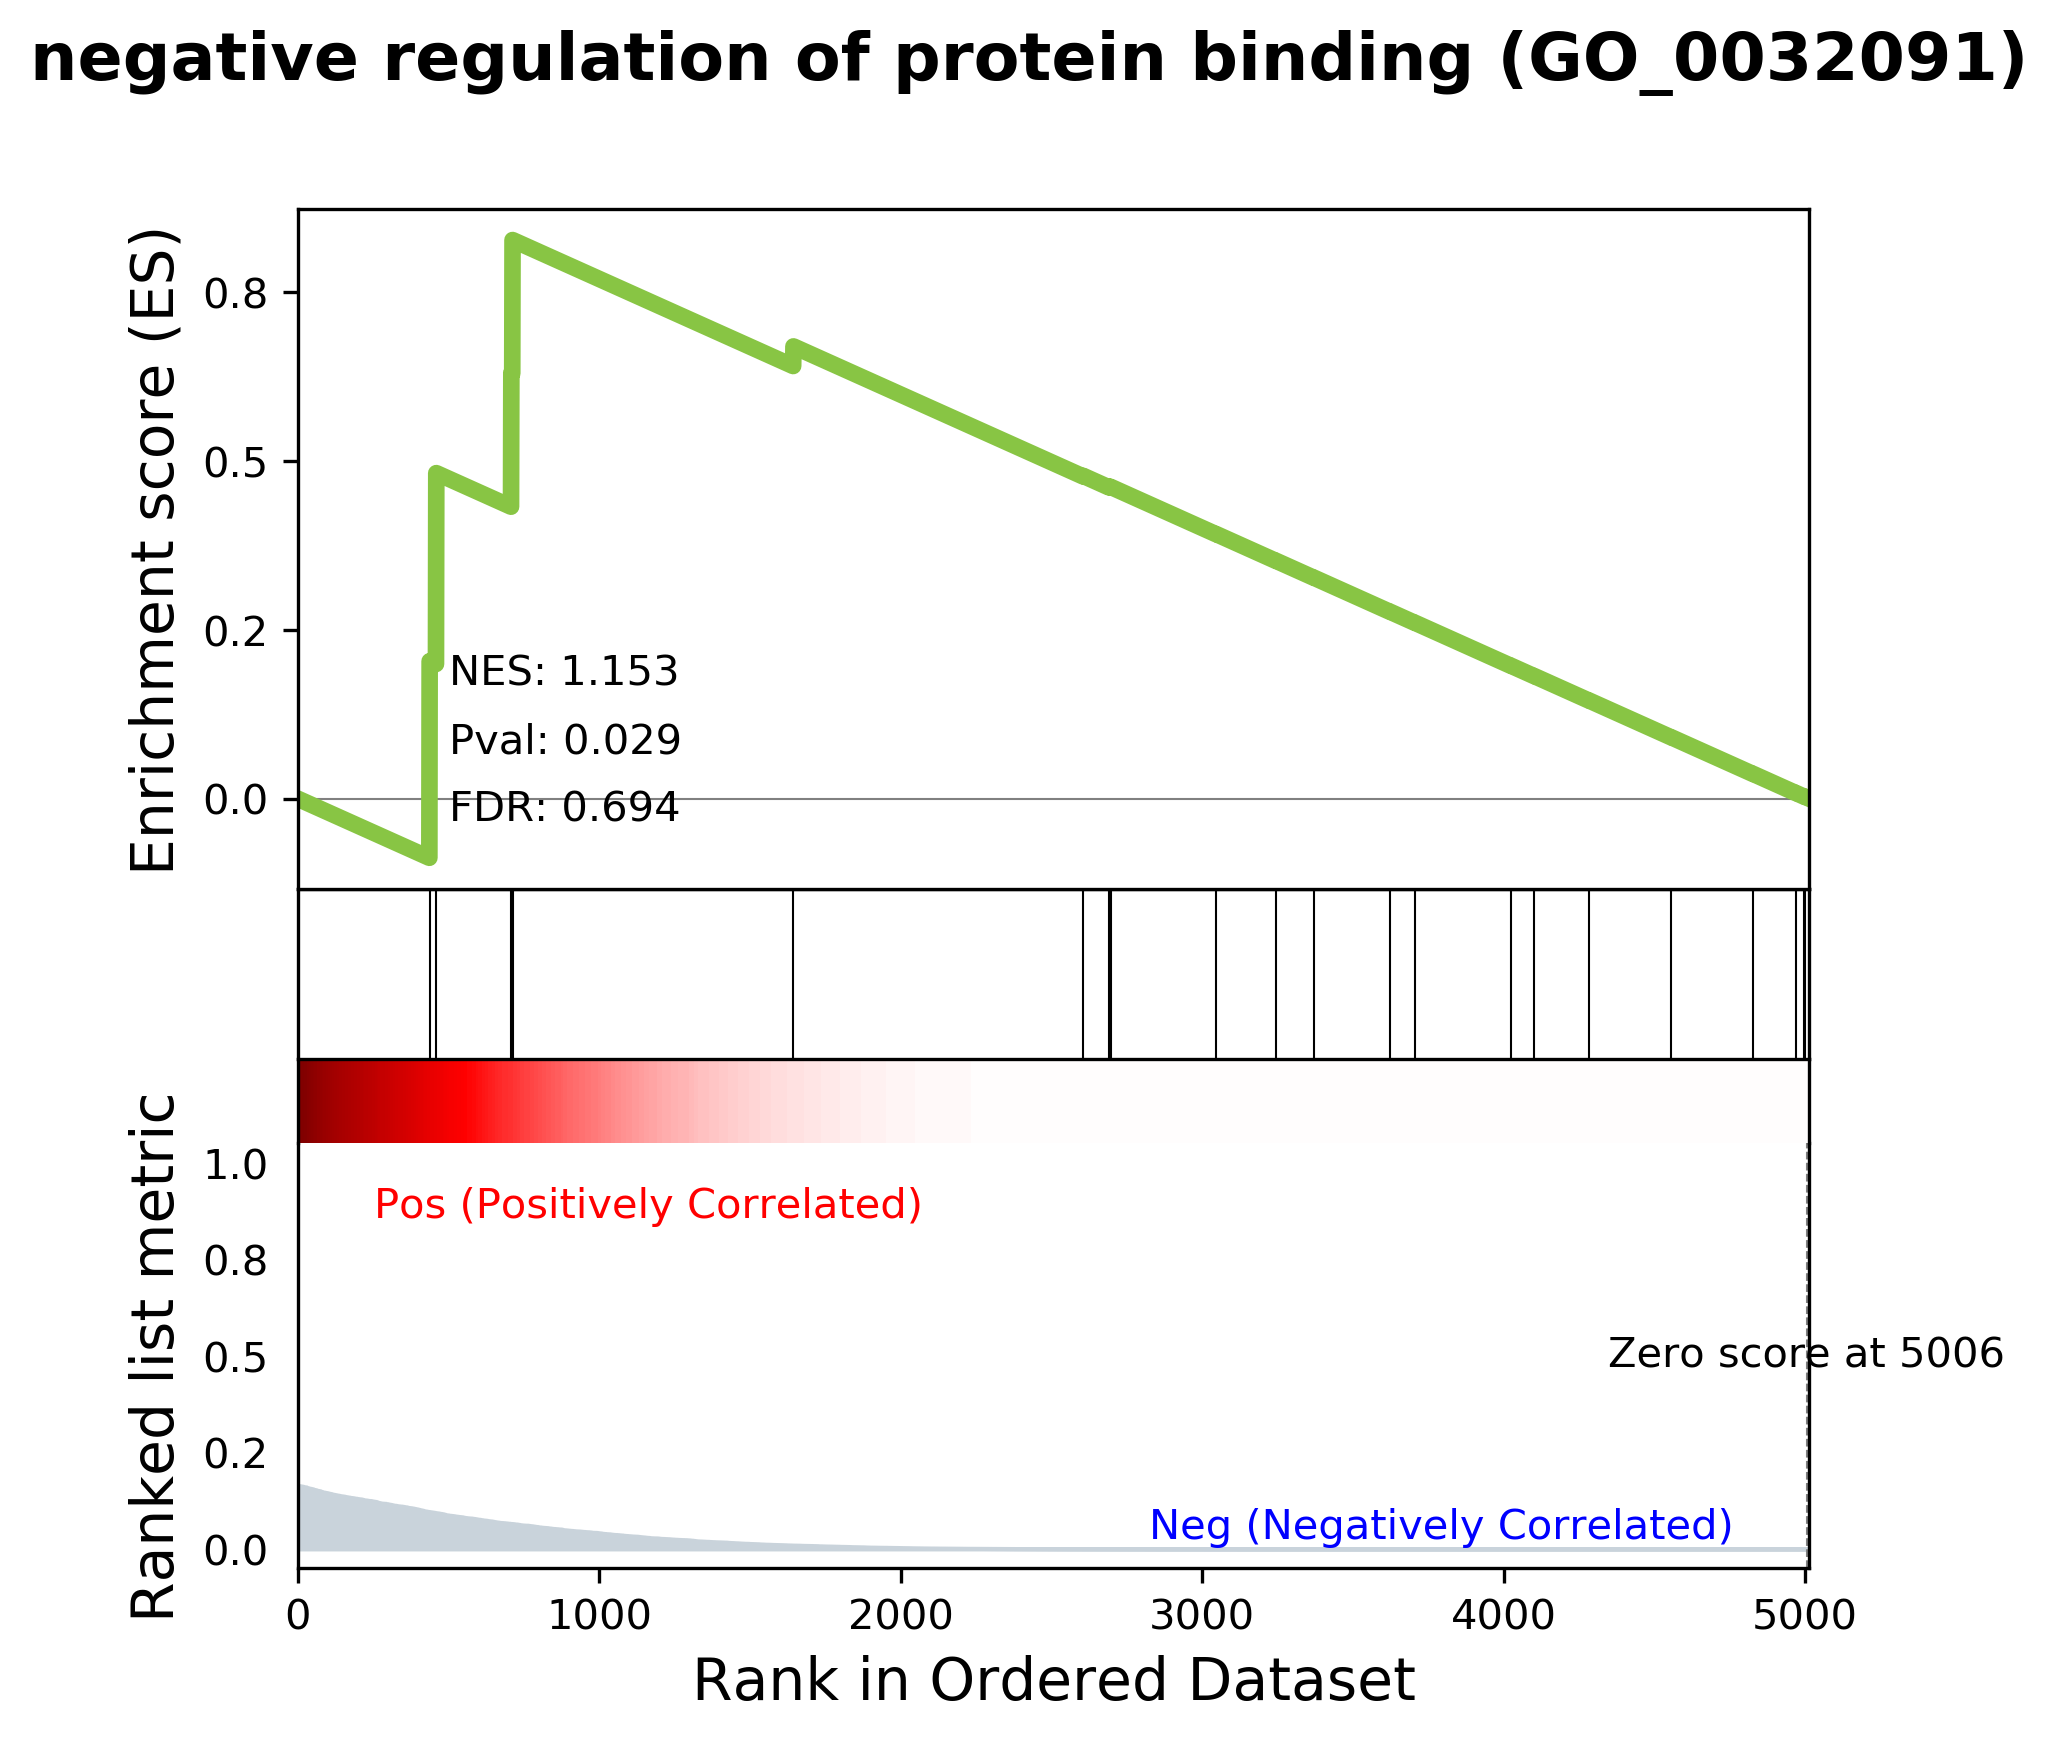 negative regulation of protein binding (GO_0032091)
Enrichment score (ES)
0.8
0.5
0.2
0.0
NES: 1.153
Pval: 0.029
FDR: 0.694
Ranked list metric
1.0
0.8
0.5
0.2
0.0
Pos (Positively Correlated)
Zero score at 5006
Neg (Negatively Correlated)
0 1000 2000 3000 4000 5000
Rank in Ordered Dataset